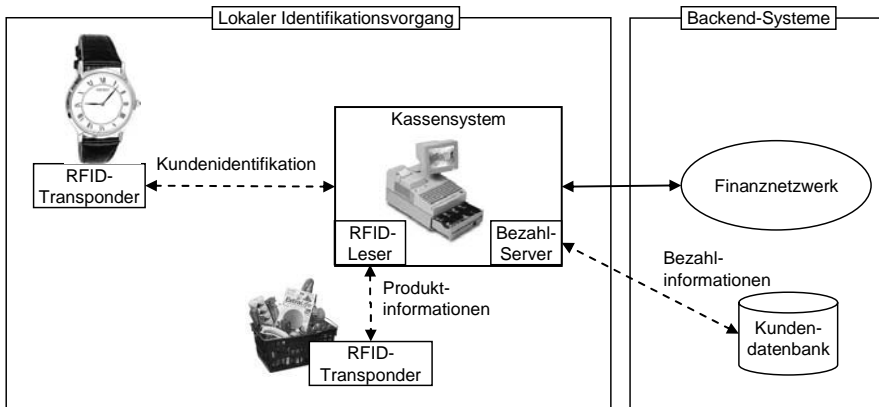 Lokaler Identifikationsvorgang
Backend-Systeme
Kassensystem
Kundenidentifikation
RFID-
Transponder
Finanznetzwerk
RFID-
Leser
Bezahl-
Server
Bezahl-
informationen
Produkt-
informationen
Kunden-
datenbank
RFID-
Transponder